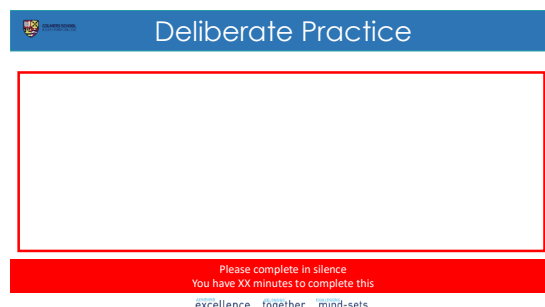 Deliberate Practice
Please complete in silence
You have XX minutes to complete this
excellence together mind-sets